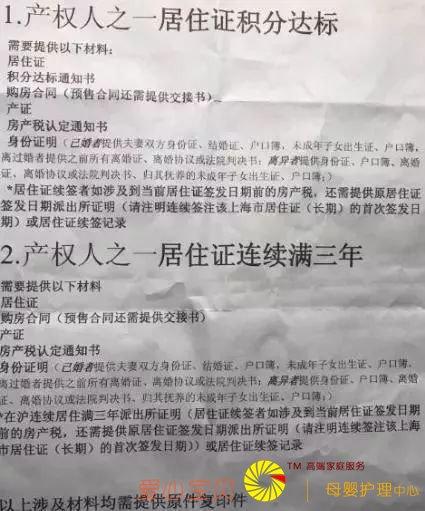 1.产权人之一居住证积分达标
需要提供以下材料:
居住证
积分达标通知书
购房合同（预售合同还需提供交接书）
产证
房产税认定通知书
身份证明（已婚者提供夫妻双方身份证、结婚证、户口簿，未成年子女出生证、户口簿，
离过婚者提供之前所有离婚证、离婚协议或法院判决书；离异者提供身份证、户口簿、离婚
证、离婚协议或法院判决书、归其抚养的未成年子女出生证、户口簿；）
*居住证续签者如涉及到当前居住证签发日期前的房产税，还需提供原居住证
签发日期派出所证明（请注明连续签注该上海市居住证（长期）的首次签发日
期）或居住证续签记录
2.产权人之一居住证连续满三年
需要提供以下材料
居住证
购房合同（预售合同还需提供交接书）
产证
房产税认定通知书
身份证明（已婚者提供夫妻双方身份证、结婚证、户口簿，未成年子女出生证、户口簿，
离过婚者提供之前所有离婚证，离婚协议或法院判决书；离异者提供身份证、户口簿、离
婚证、离婚协议或法院判决书、归其抚养的未成年子女出生证、户口簿；）
*在沪连续居住满三年派出所证明（居住证续签者如涉及到当前居住证签发日期
前的房产税，还需提供原居住证签发日期派出所证明（请注明连续签注该上海
市居住证（长期）的首次签发日期））或居住证续签记录
以上涉及材料均需提供原件复印件
爱心宝贝
TM 高端家庭服务
母婴护理中心